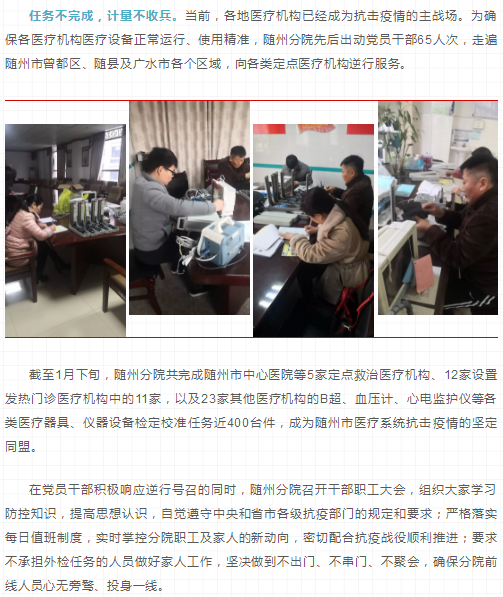 任务不完成，计量不收兵。当前，各地医疗机构已经成为抗击疫情的主战场。为确
保各医疗机构医疗设备正常运行、使用精准，随州分院先后出动党员干部65人次，走遍
随州市曾都区、随县及广水市各个区域，向各类定点医疗机构逆行服务。
截至1月下旬，随州分院共完成随州市中心医院等5家定点救治医疗机构、12家设置
发热门诊医疗机构中的11家，以及23家其他医疗机构的B超、血压计、心电监护仪等各
类医疗器具、仪器设备检定校准任务近400台件，成为随州市医疗系统抗击疫情的坚定
同盟。
在党员干部积极响应逆行号召的同时，随州分院召开干部职工大会，组织大家学习
防控知识，提高思想认识，自觉遵守中央和省市各级抗疫部门的规定和要求；严格落实
每日值班制度，实时掌控分院职工及家人的新动向，密切配合抗疫战役顺利推进；要求
不承担外检任务的人员做好家人工作，坚决做到不出门、不串门、不聚会，确保分院前
线人员心无旁骛、投身一线。